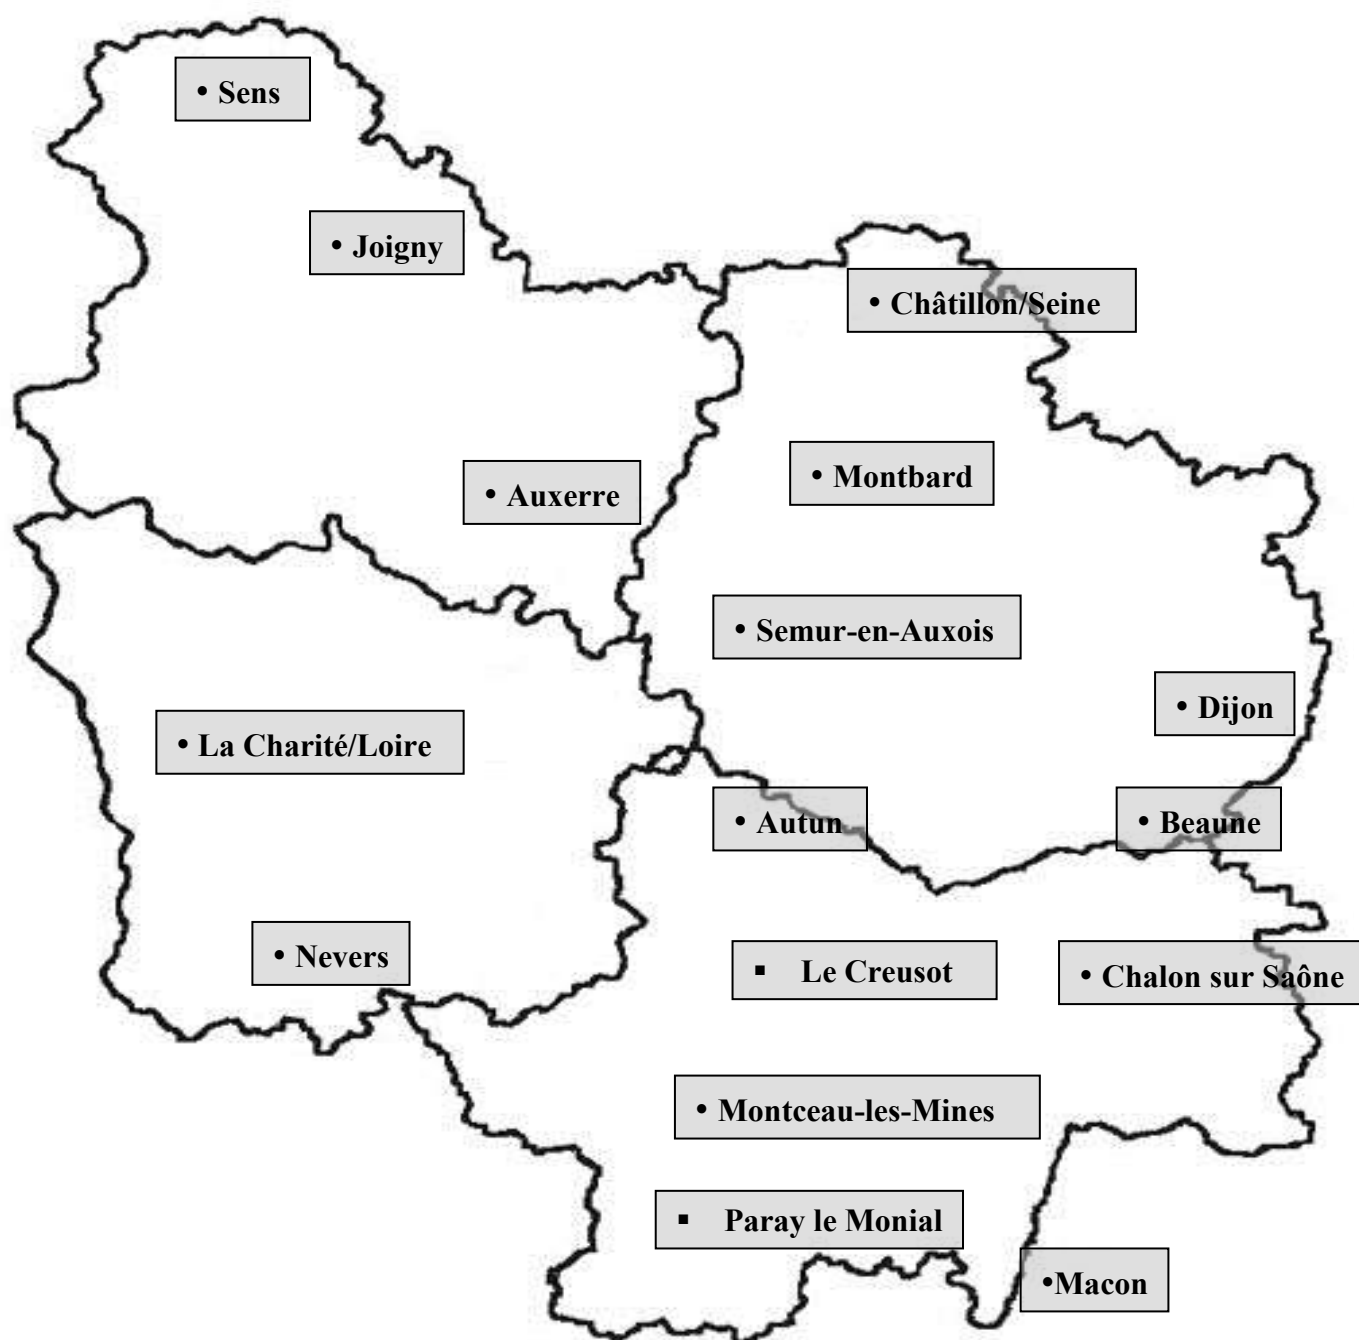 • Sens
• Joigny
• Châtillon/Seine
• Montbard
• Auxerre
• Semur-en-Auxois
• Dijon
• La Charité/Loire
• Autun
• Beaune
• Nevers
▪ Le Creusot
• Chalon sur Saône
• Montceau-les-Mines
▪ Paray le Monial
•Macon